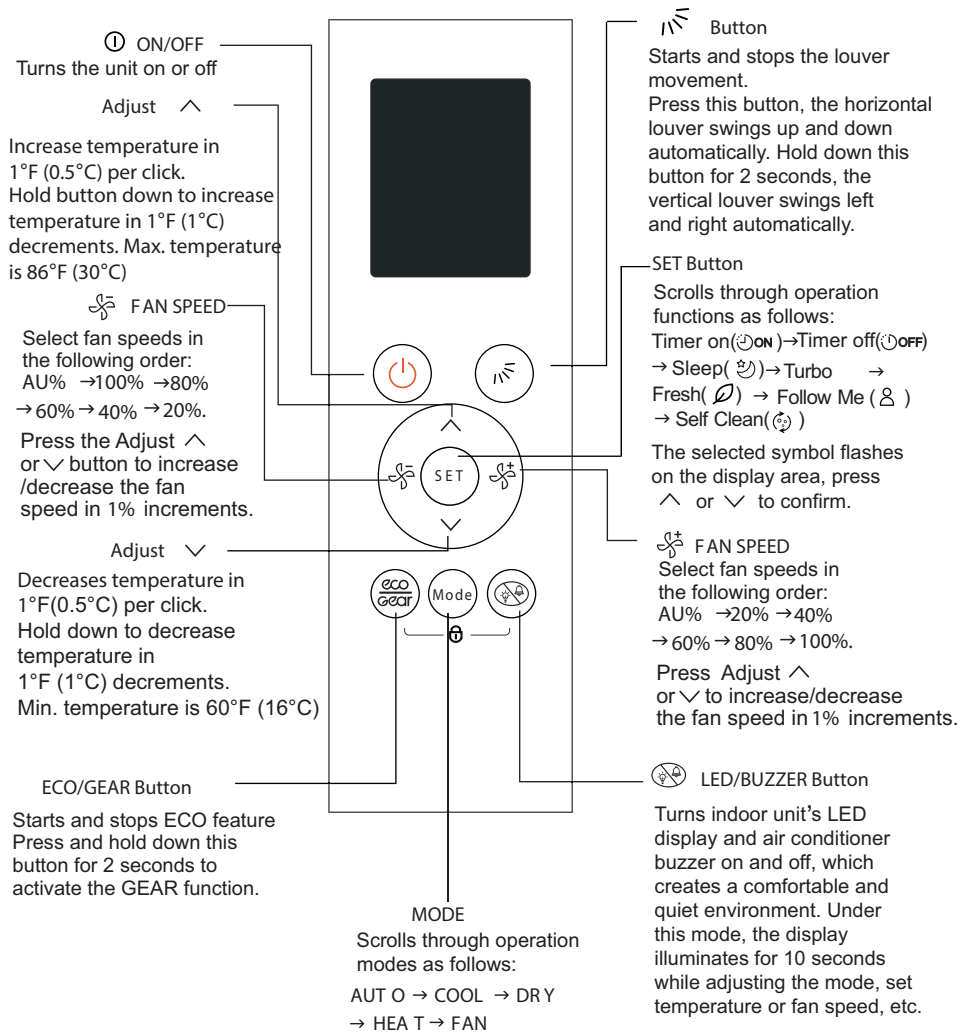 ON/OFF
Turns the unit on or off
Adjust
Increase temperature in
1°F (0.5°C) per click.
Hold button down to increase
temperature in 1°F (1°C)
decrements. Max. temperature
is 86°F (30°C)
FAN SPEED
Select fan speeds in
the following order:
AU% →100% →80%
→60%→40% →20%.
Press the Adjust ∧
or ∨ button to increase
/decrease the fan
speed in 1% increments.
Adjust ∨
Decreases temperature in
1°F(0.5°C) per click.
Hold down to decrease
temperature in
1°F (1°C) decrements.
Min. temperature is 60°F (16°C)
ECO/GEAR Button
Starts and stops ECO feature
Press and hold down this
button for 2 seconds to
activate the GEAR function.
SET
eco
Gear
Mode
MODE
Scrolls through operation
modes as follows:
AUT O → COOL → DR Y
→ HEA T → FAN
Button
Starts and stops the louver
movement.
Press this button, the horizontal
louver swings up and down
automatically. Hold down this
button for 2 seconds, the
vertical louver swings left
and right automatically.
SET Button
Scrolls through operation
functions as follows:
Timer on(ON)→Timer off(OFF)
→ Sleep( )→ Turbo →
Fresh( ) → Follow Me ( )
→ Self Clean( )
The selected symbol flashes
on the display area, press
∧ or ∨ to confirm.
FAN SPEED
Select fan speeds in
the following order:
AU% →20% →40%
→60% →80% →100%.
Press Adjust ∧
or ∨ to increase/decrease
the fan speed in 1% increments.
LED/BUZZER Button
Turns indoor unit's LED
display and air conditioner
buzzer on and off, which
creates a comfortable and
quiet environment. Under
this mode, the display
illuminates for 10 seconds
while adjusting the mode, set
temperature or fan speed, etc.